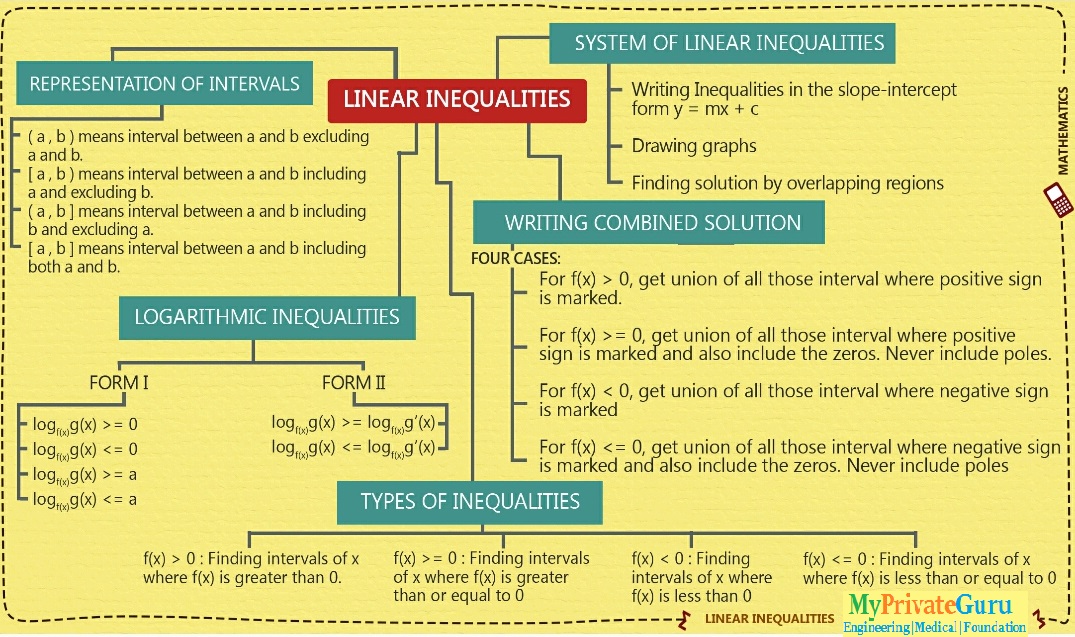 LINEAR INEQUALITIES
REPRESENTATION OF INTERVALS
( a , b ) means interval between a and b excluding
a and b.
[ a , b ) means interval between a and b including
a and excluding b.
( a , b ] means interval between a and b including
b and excluding a.
[ a , b ] means interval between a and b including
both a and b.
SYSTEM OF LINEAR INEQUALITIES
Writing Inequalities in the slope-intercept
form y = mx + c
Drawing graphs
Finding solution by overlapping regions
MATHEMATICS
WRITING COMBINED SOLUTION
FOUR CASES:
For f(x) > 0, get union of all those interval where positive sign
is marked.
For f(x) >= 0, get union of all those interval where positive
sign is marked and also include the zeros. Never include poles.
For f(x) < 0, get union of all those interval where negative sign
is marked
For f(x) <= 0, get union of all those interval where negative sign
is marked and also include the zeros. Never include poles
LOGARITHMIC INEQUALITIES
FORM I
log_f(x)g(x) >= 0
log_f(x)g(x) <= 0
log_f(x)g(x) >= a
log_f(x)g(x) <= a
FORM II
log_f(x)g(x) >= log_f(x)g'(x)
log_f(x)g(x) <= log_f(x)g'(x)
TYPES OF INEQUALITIES
f(x) > 0 : Finding intervals of x
where f(x) is greater than 0.
f(x) >= 0 : Finding intervals
of x where f(x) is greater
than or equal to 0
f(x) < 0 : Finding
intervals of x where
f(x) is less than 0
f(x) <= 0 : Finding intervals of x
where f(x) is less than or equal to 0
LINEAR INEQUALITIES
MyPrivateGuru
Engineering|Medical|Foundation